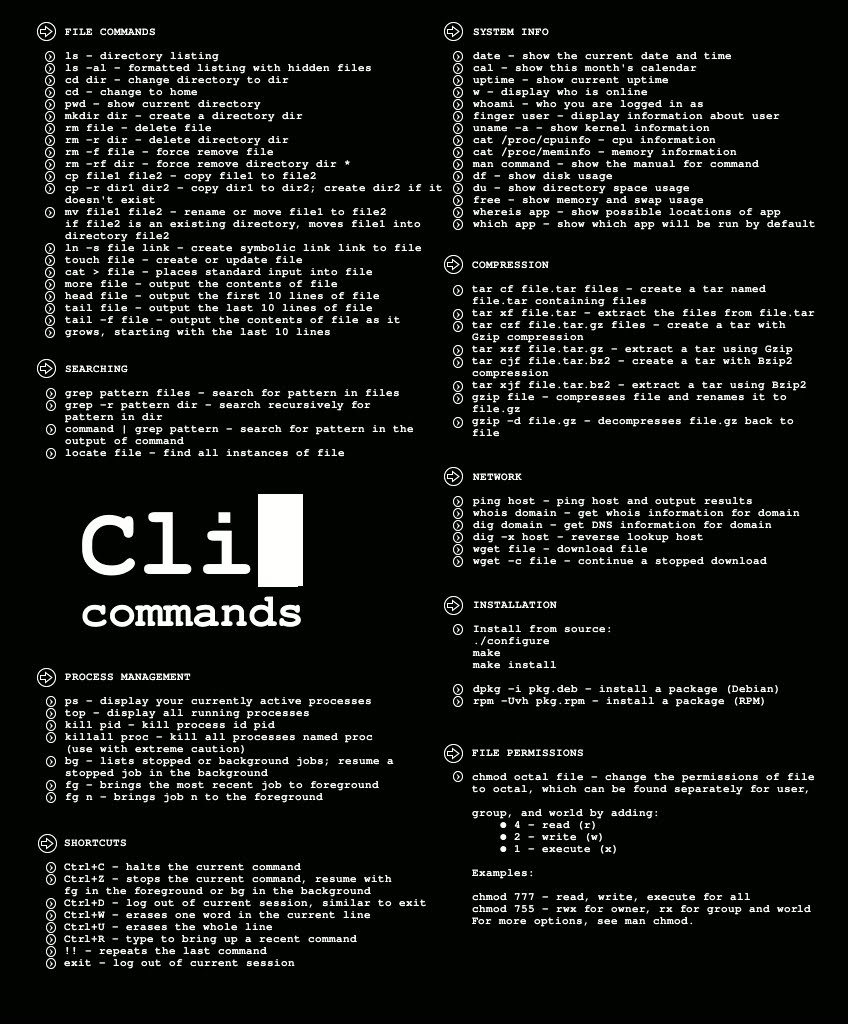 FILE COMMANDS
ls - directory listing
ls -al - formatted listing with hidden files
cd dir - change directory to dir
cd - change to home
pwd - show current directory
mkdir dir - create a directory dir
rm file - delete file
rm -r dir - delete directory dir
rm -f file - force remove file
rm -rf dir - force remove directory dir *
cp file1 file2 - copy file1 to file2
cp -r dir1 dir2 - copy dir1 to dir2; create dir2 if it
doesn't exist
mv file1 file2 - rename or move file1 to file2
if file2 is an existing directory, moves file1 into
directory file2
ln -s file link - create symbolic link link to file
touch file - create or update file
cat > file - places standard input into file
more file - output the contents of file
head file - output the first 10 lines of file
tail file - output the last 10 lines of file
tail -f file - output the contents of file as it
grows, starting with the last 10 lines
SEARCHING
grep pattern files - search for pattern in files
grep -r pattern dir - search recursively for
pattern in dir
command | grep pattern - search for pattern in the
output of command
locate file - find all instances of file
Cli
commands
PROCESS MANAGEMENT
ps - display your currently active processes
top - display all running processes
kill pid - kill process id pid
killall proc - kill all processes named proc
(use with extreme caution)
bg - lists stopped or background jobs; resume a
stopped job in the background
fg - brings the most recent job to foreground
fg n - brings job n to the foreground
SHORTCUTS
Ctrl+C - halts the current command
Ctrl+Z - stops the current command, resume with
fg in the foreground or bg in the background
Ctrl+D - log out of current session, similar to exit
Ctrl+W - erases one word in the current line
Ctrl+U - erases the whole line
Ctrl+R - type to bring up a recent command
!! - repeats the last command
exit - log out of current session
SYSTEM INFO
date - show the current date and time
cal - show this month's calendar
uptime - show current uptime
w - display who is online
whoami - who you are logged in as
finger user - display information about user
uname -a - show kernel information
cat /proc/cpuinfo - cpu information
cat /proc/meminfo - memory information
man command - show the manual for command
df - show disk usage
du - show directory space usage
free - show memory and swap usage
whereis app - show possible locations of app
which app - show which app will be run by default
COMPRESSION
tar cf file.tar files - create a tar named
file.tar containing files
tar xf file.tar - extract the files from file.tar
tar czf file.tar.gz files - create a tar with
Gzip compression
tar xzf file.tar.gz - extract a tar using Gzip
tar cjf file.tar.bz2 - create a tar with Bzip2
compression
tar xjf file.tar.bz2 - extract a tar using Bzip2
gzip file - compresses file and renames it to
file.gz
gzip -d file.gz - decompresses file.gz back to
file
NETWORK
ping host - ping host and output results
whois domain - get whois information for domain
dig domain - get DNS information for domain
dig -x host - reverse lookup host
wget file - download file
wget -c file - continue a stopped download
INSTALLATION
Install from source:
./configure
make
make install
dpkg -i pkg.deb - install a package (Debian)
rpm -Uvh pkg.rpm - install a package (RPM)
FILE PERMISSIONS
chmod octal file - change the permissions of file
to octal, which can be found separately for user,
group, and world by adding:
● 4 - read (r)
● 2 - write (w)
● 1 - execute (x)
Examples:
chmod 777 - read, write, execute for all
chmod 755 - rwx for owner, rx for group and world
For more options, see man chmod.